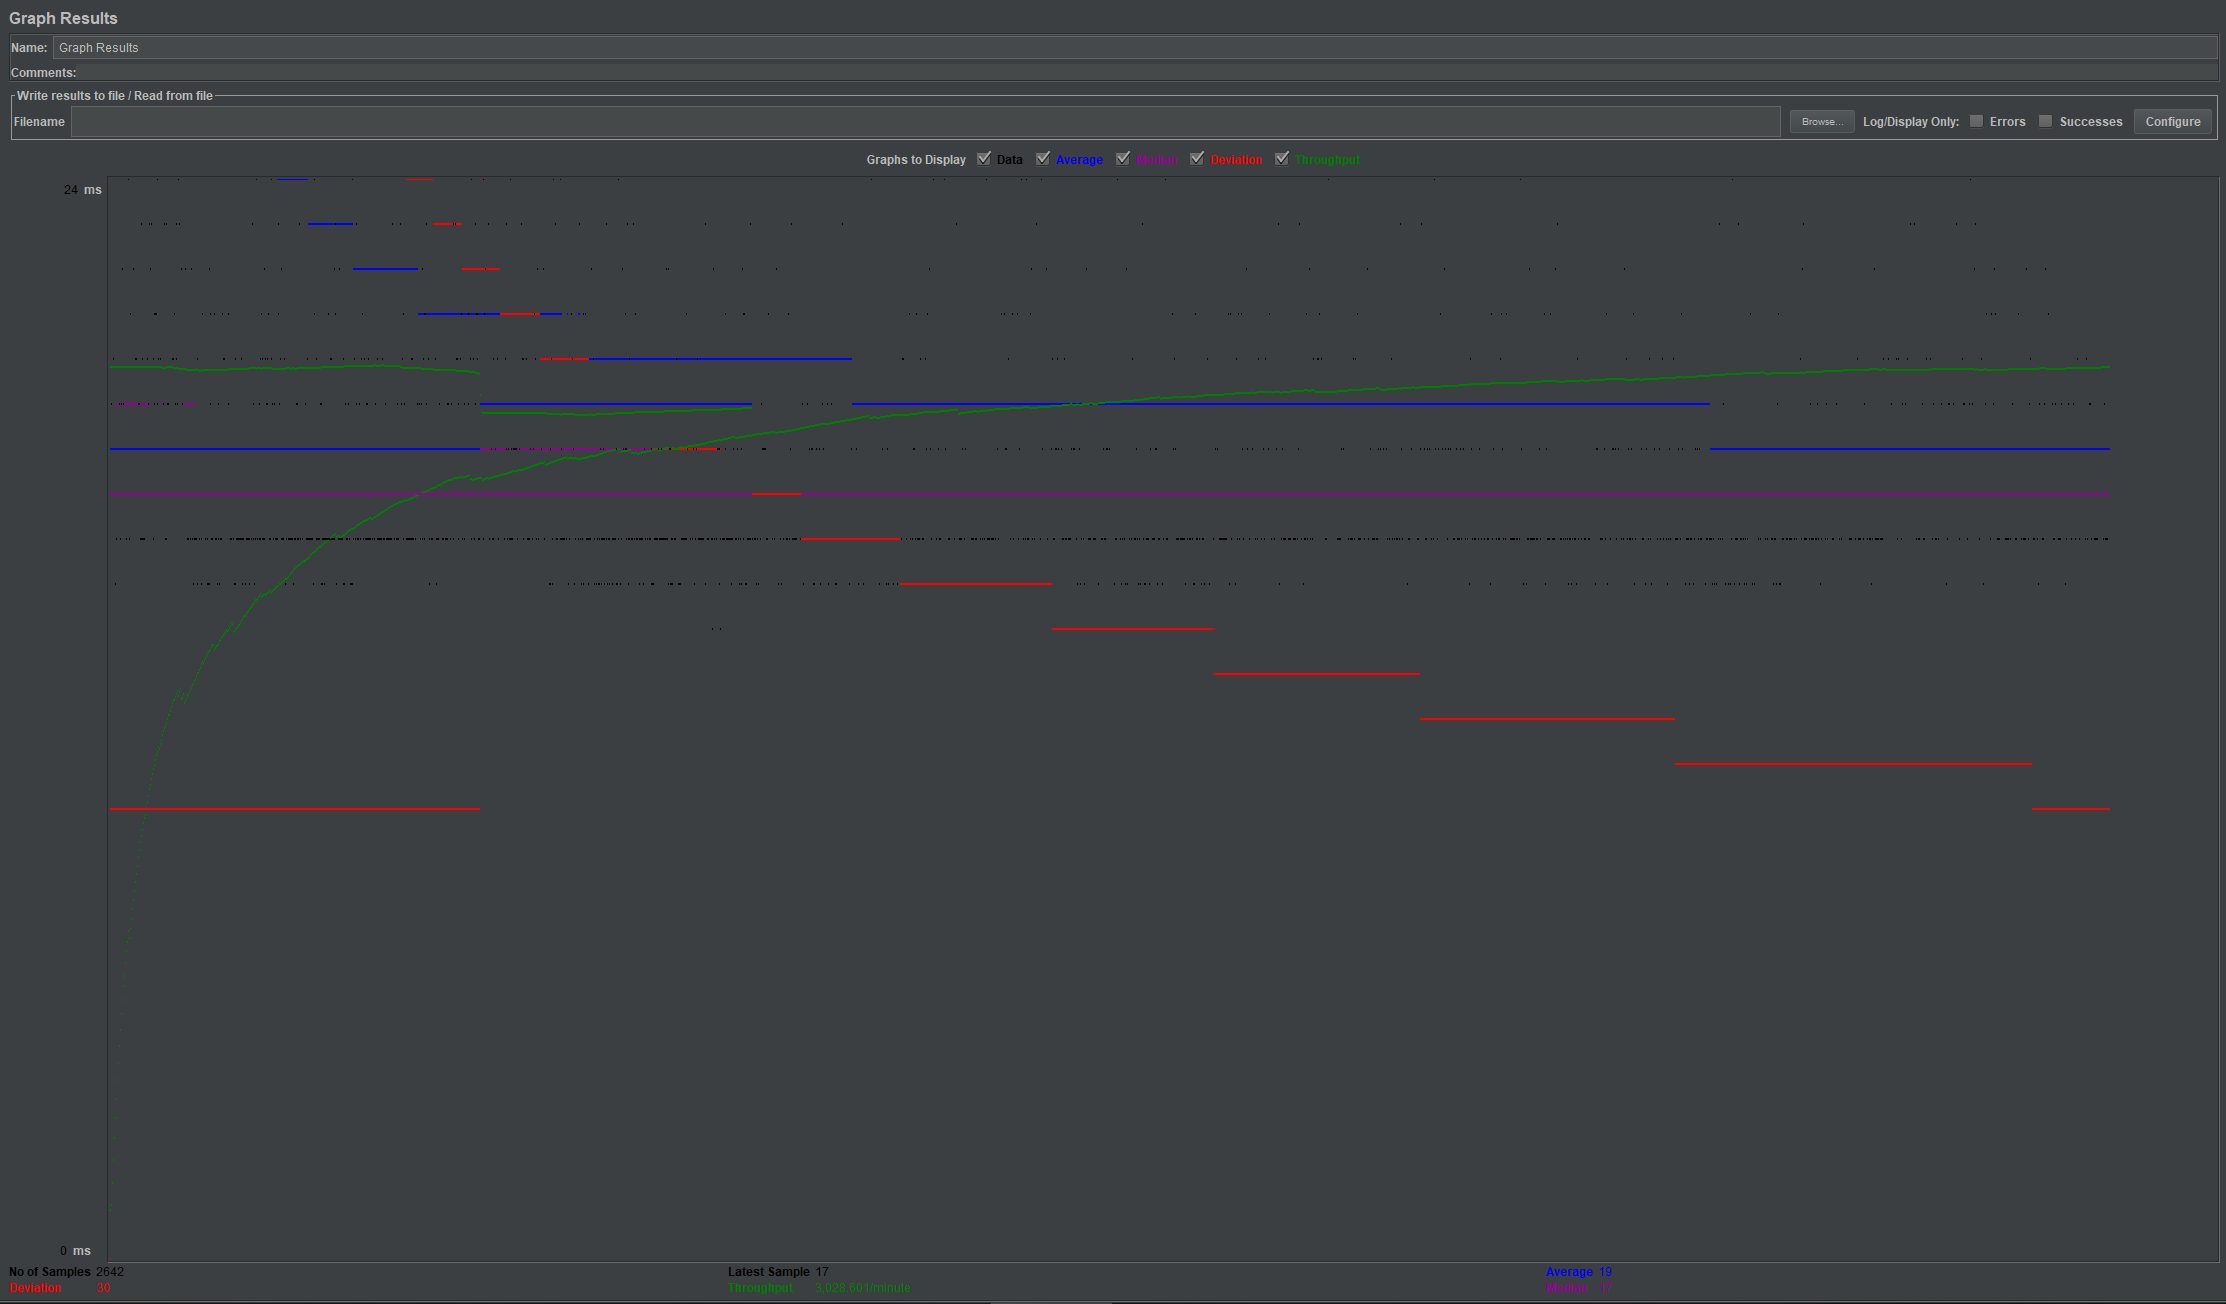 Graph Results
Name: Graph Results
Comments:
Write results to file / Read from file
Filename Browse... Log/Display Only: Errors Successes Configure
Graphs to Display Data Average Median Deviation Throughput
24 ms
0 ms
No of Samples 2642 Latest Sample 17 Average 19
Deviation 30 Throughput 3,028.601/minute Median 17